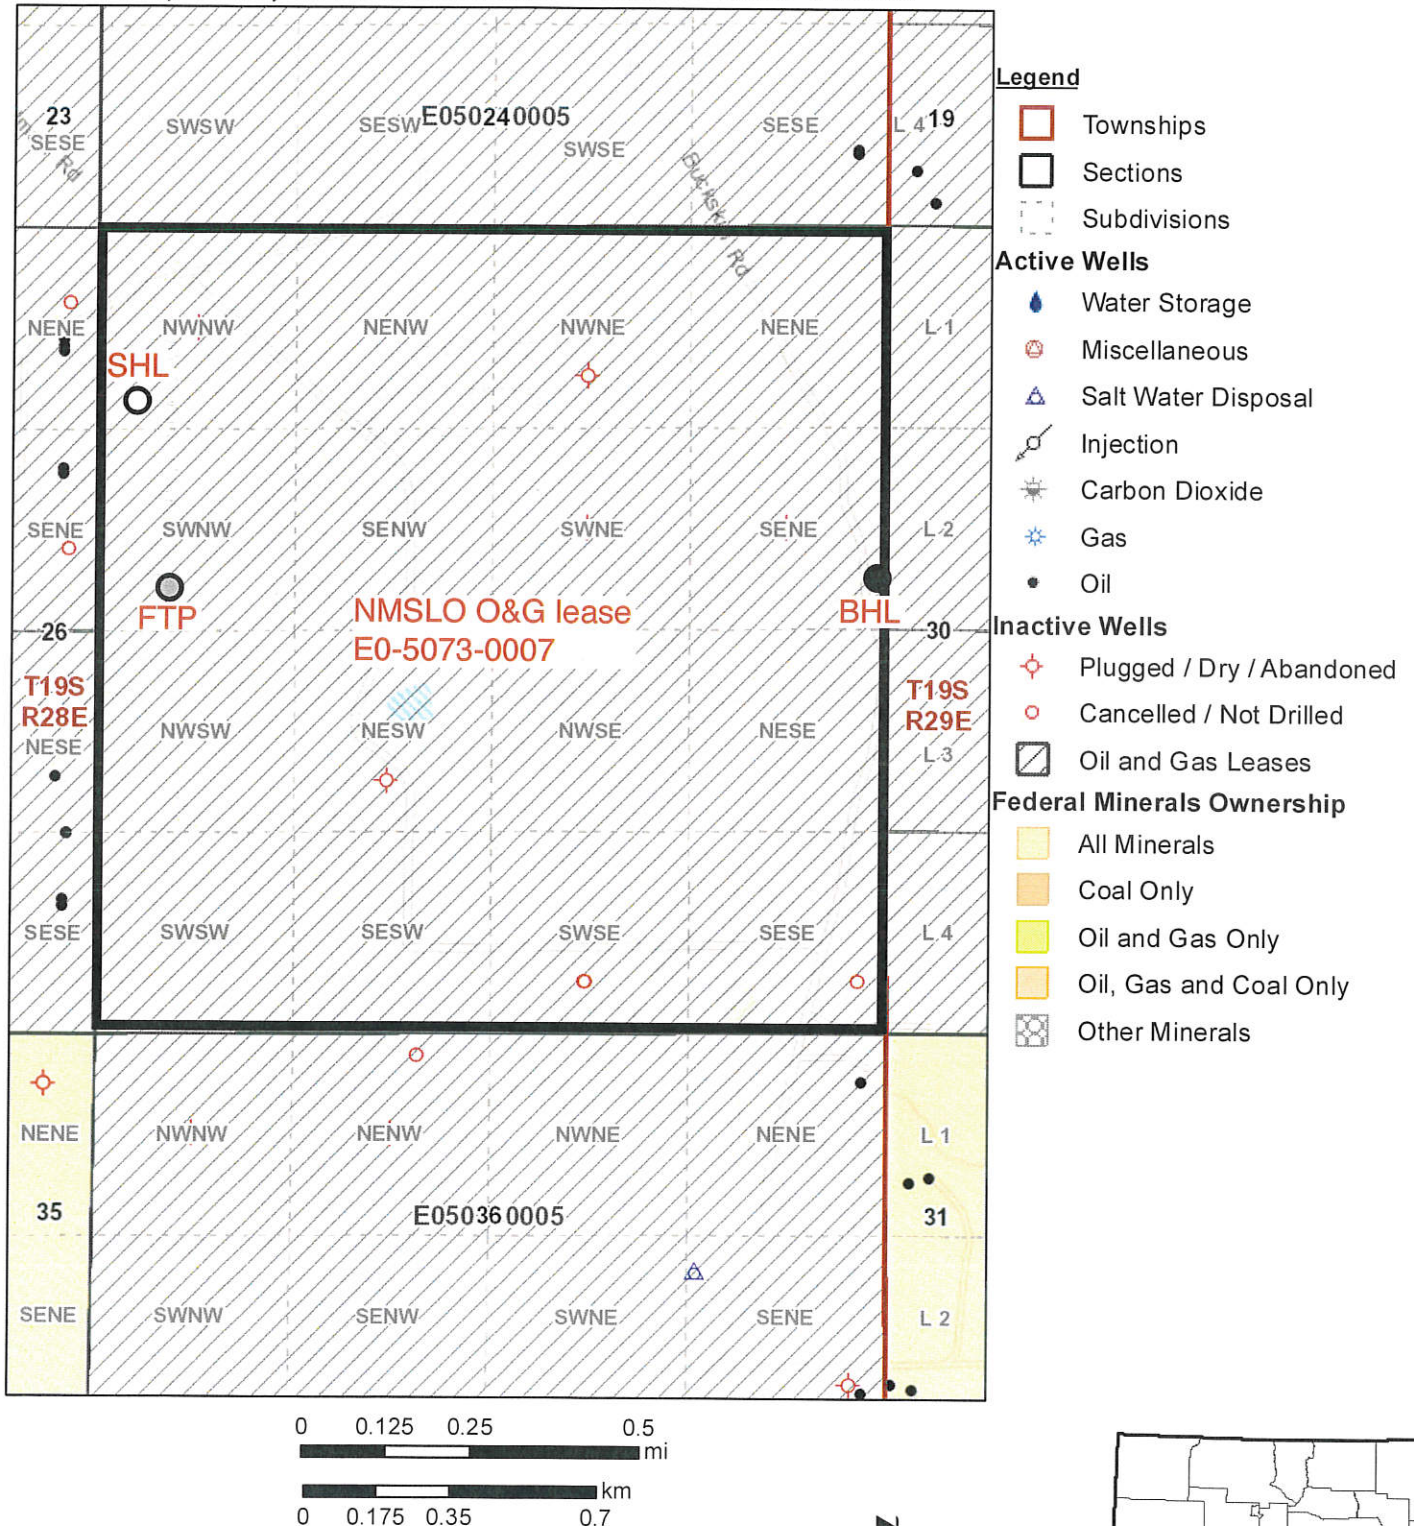 23
SESE
Rd
SWSW
SESW
E050240005
SWSE
SESE
L 4
19
Rd
NENE
NWNW
NENW
NWNE
NENE
L 1
SHL
SENE
SWNW
SENW
SWNE
SENE
L 2
FTP
NMSLO O&G lease
E0-5073-0007
BHL
26
30
T19S
R28E
T19S
R29E
NESE
NWSW
NESW
NWSE
NESE
L 3
SESE
SWSW
SESW
SWSE
SESE
L 4
NENE
NWNW
NENW
NWNE
NENE
L 1
35
E050360005
31
SENE
SWNW
SENW
SWNE
SENE
L 2
Legend
Townships
Sections
Subdivisions
Active Wells
Water Storage
Miscellaneous
Salt Water Disposal
Injection
Carbon Dioxide
Gas
Oil
Inactive Wells
Plugged / Dry / Abandoned
Cancelled / Not Drilled
Oil and Gas Leases
Federal Minerals Ownership
All Minerals
Coal Only
Oil and Gas Only
Oil, Gas and Coal Only
Other Minerals
0 0.125 0.25 0.5
mi
km
0 0.175 0.35 0.7